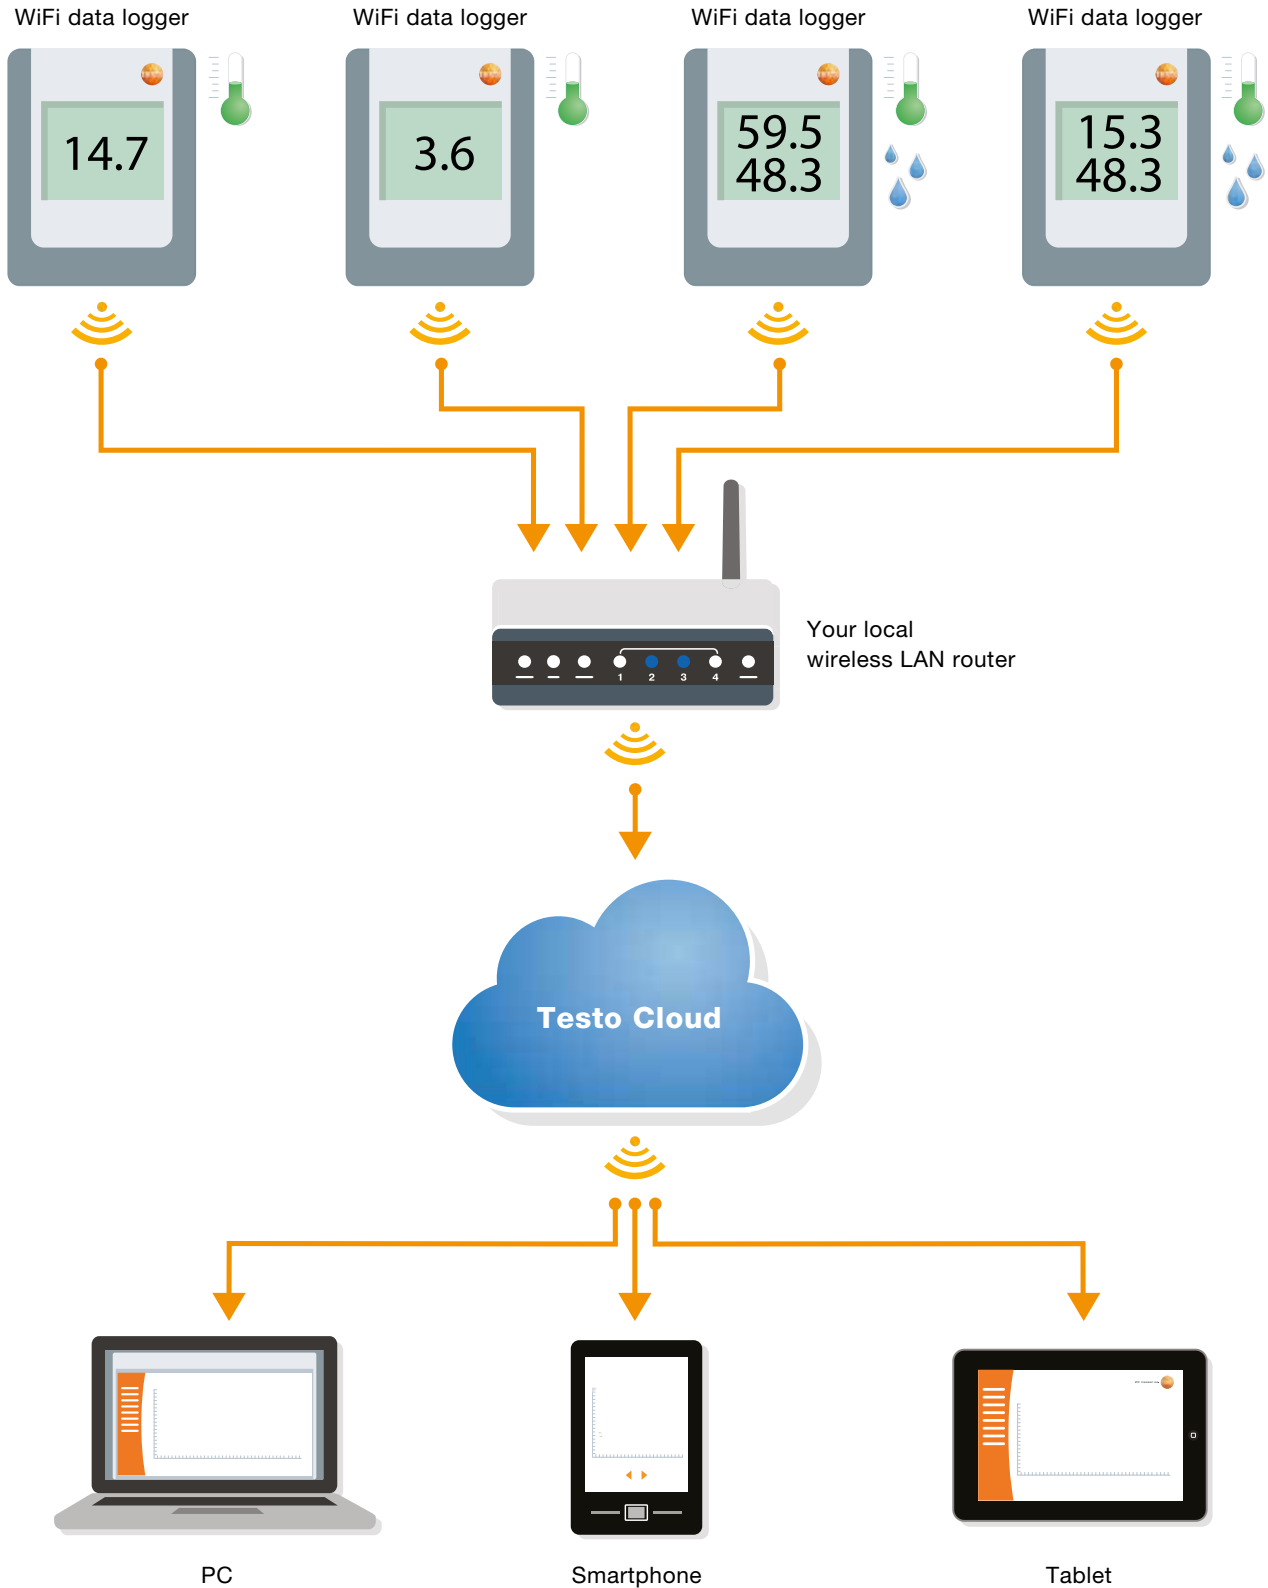 WiFi data logger
WiFi data logger
WiFi data logger
WiFi data logger
14.7
3.6
59.5
48.3
15.3
48.3
Your local
wireless LAN router
1 2 3 4
Testo Cloud
PC
Smartphone
Tablet